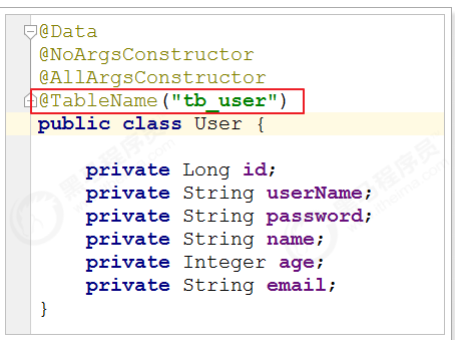 @Data
@NoArgsConstructor
@AllArgsConstructor
@TableName("tb_user")
public class User {
private Long id;
private String userName;
private String password;
private String name;
private Integer age;
private String email;
}